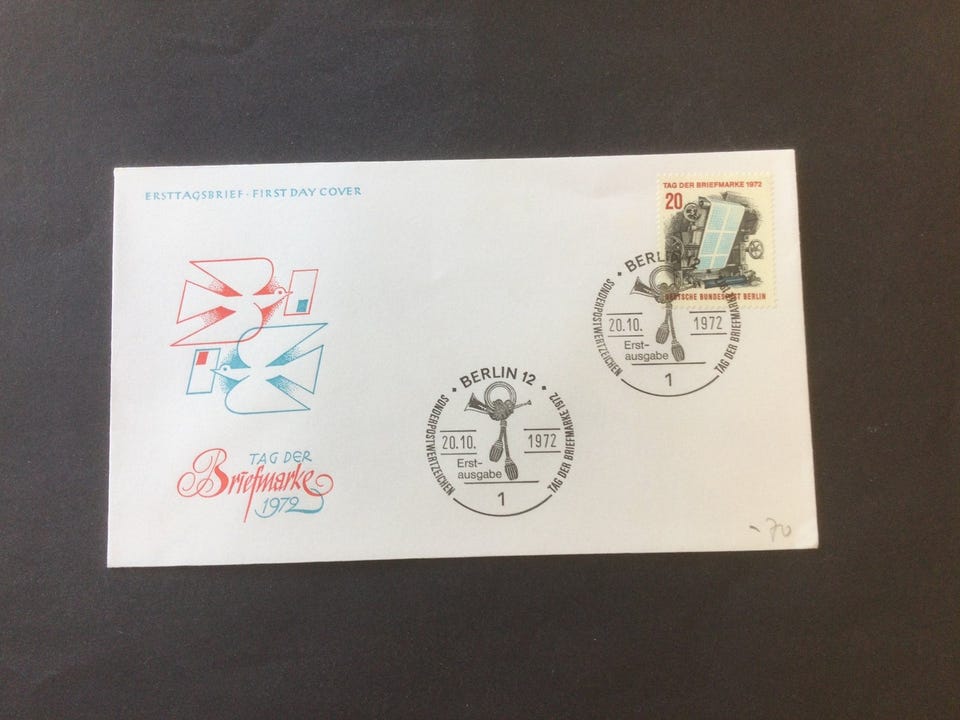 ERSTTAGSBRIEF · FIRST DAY COVER
TAG DER BRIEFMARKE 1972
20
DEUTSCHE BUNDESPOST BERLIN
BERLIN 12
SONDERPOSTWERTZEICHEN
20.10. 1972
Erst-
ausgabe
1
TAG DER BRIEFMARKE
BERLIN 12
SONDERPOSTWERTZEICHEN
20.10. 1972
Erst-
ausgabe
1
TAG DER BRIEFMARKE 1972
TAG DER
Briefmarke
1972
-70